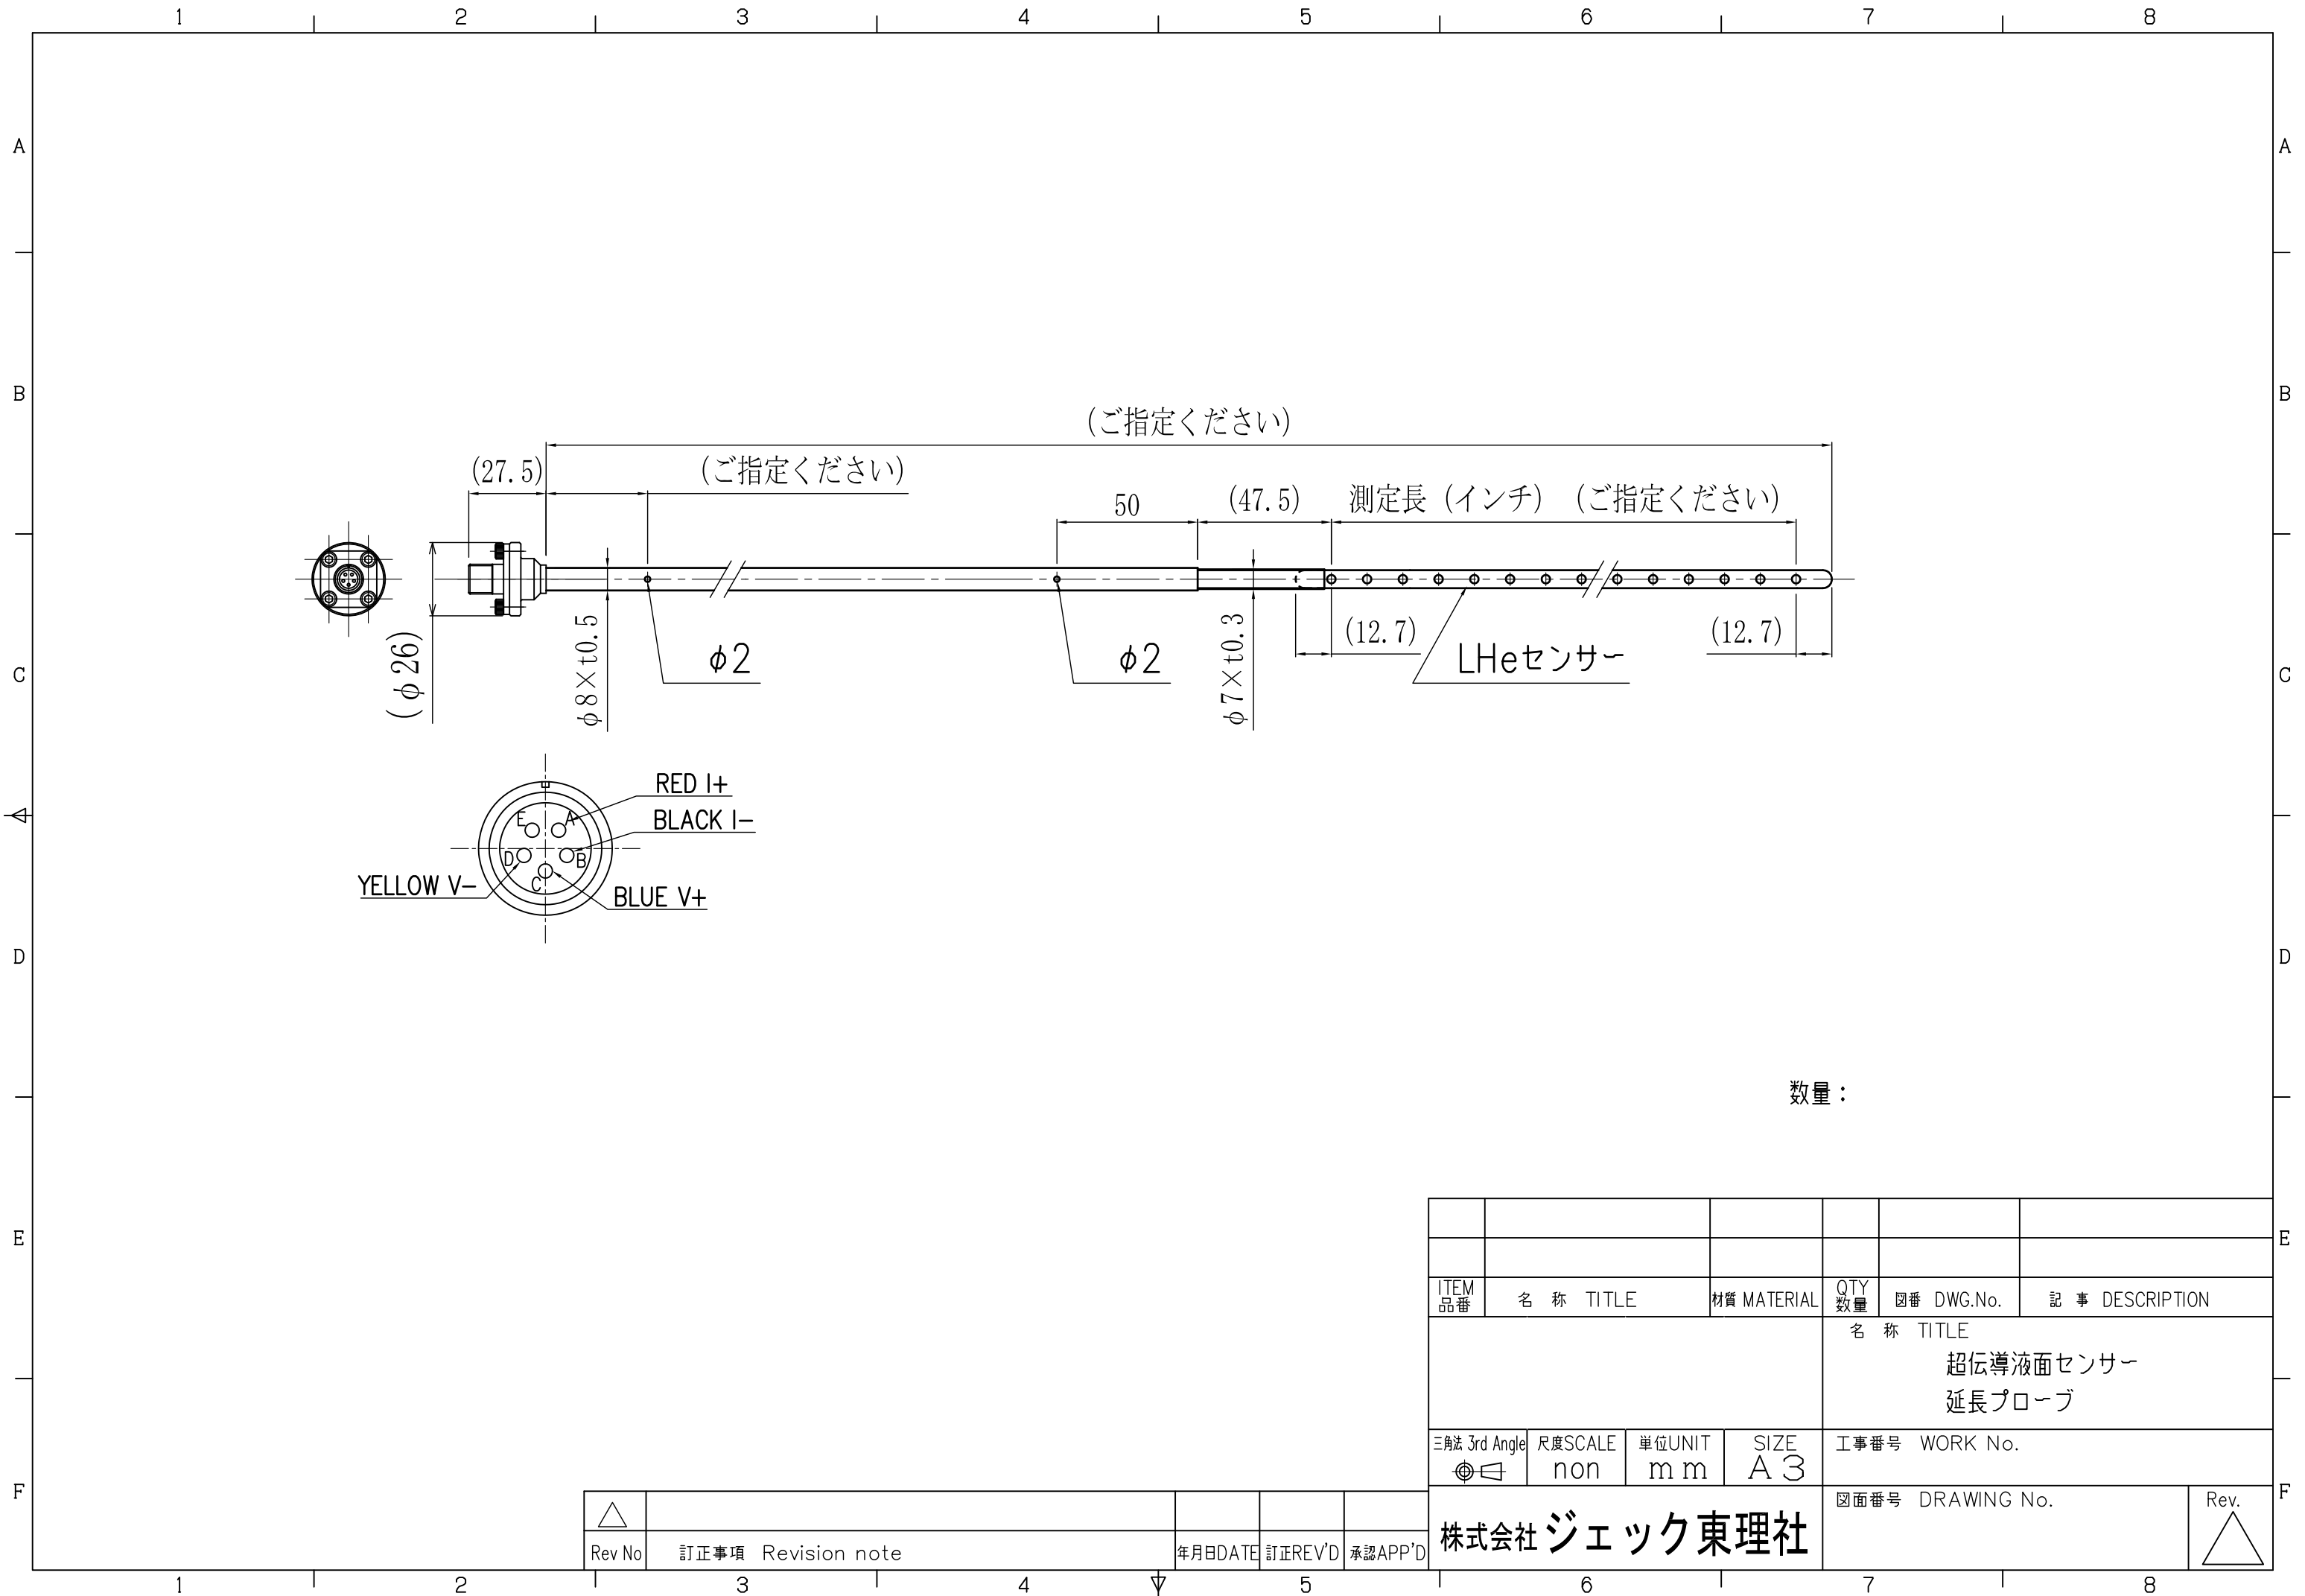 1 2 3 4 5 6 7 8
A A
B B
(ご指定ください)
(27.5) (ご指定ください)
50 (47.5) 測定長 (インチ) (ご指定ください)
(φ26)
φ8×t0.5
φ2
φ2
φ7×t0.3
(12.7)
LHeセンサー
(12.7)
C C
RED I+
BLACK I-
E A
D B
C
YELLOW V-
BLUE V+
D D
数量：
E E
ITEM 品番
名 称 TITLE
材質 MATERIAL
QTY 数量
図番 DWG.No.
記 事 DESCRIPTION
名 称 TITLE
超伝導液面センサー
延長プローブ
三角法 3rd Angle
尺度SCALE
non
単位UNIT
mm
SIZE
A3
工事番号 WORK No.
図面番号 DRAWING No.
Rev.
株式会社 ジェック東理社
F F
Rev No
訂正事項 Revision note
年月日DATE
訂正REV'D
承認APP'D
1 2 3 4 5 6 7 8